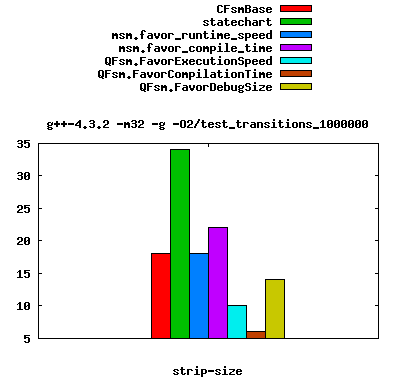 CFsmBase
statechart
msm.favor_runtime_speed
msm.favor_compile_time
QFsm.FavorExecutionSpeed
QFsm.FavorCompilationTime
QFsm.FavorDebugSize
g++-4.3.2 -m32 -g -O2/test_transitions_1000000
35
30
25
20
15
10
5
strip-size